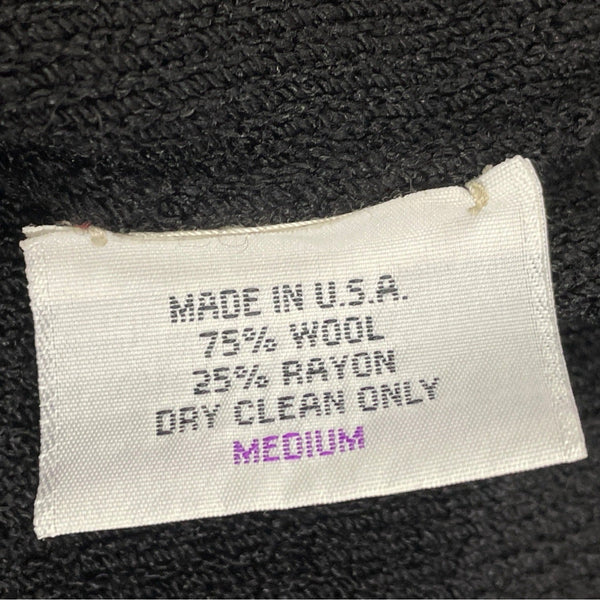 MADE IN U.S.A.
75% WOOL
25% RAYON
DRY CLEAN ONLY
MEDIUM